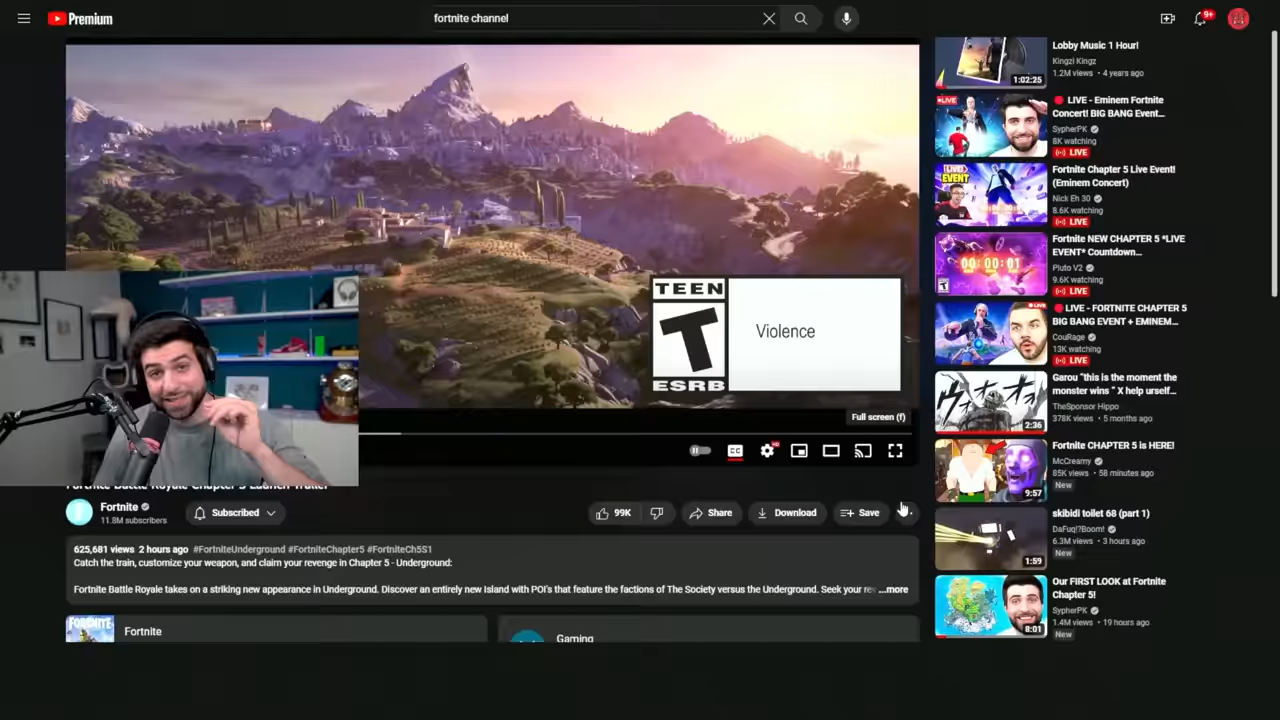 Premium
fortnite channel
9+
TEEN
T
ESRB
Violence
Full screen (f)
CC
HD
Fortnite Battle Royale Chapter 5 Launch Trailer
Fortnite
11.8M subscribers
Subscribed
99K
Share
Download
Save
625,681 views 2 hours ago #FortniteUnderground #FortniteChapter5 #FortniteCh5S1
Catch the train, customize your weapon, and claim your revenge in Chapter 5 - Underground:
Fortnite Battle Royale takes on a striking new appearance in Underground. Discover an entirely new Island with POI's that feature the factions of The Society versus the Underground. Seek your re ...more
FORTNITE
Fortnite
Gaming
Lobby Music 1 Hour!
Kingzi Kingz
1.2M views • 4 years ago
1:02:25
LIVE
LIVE - Eminem Fortnite
Concert! BIG BANG Event...
SypherPK
8K watching
LIVE
LIVE
EVENT
Fortnite Chapter 5 Live Event!
(Eminem Concert)
Nick Eh 30
8.6K watching
LIVE
00:00:01
Fortnite NEW CHAPTER 5 *LIVE
EVENT* Countdown...
Pluto V2
9.6K watching
LIVE
LIVE
LIVE - FORTNITE CHAPTER 5
BIG BANG EVENT + EMINEM...
CouRage
13K watching
LIVE
Garou "this is the moment the
monster wins " X help urself...
TheSponsor Hippo
378K views • 5 months ago
2:36
Fortnite CHAPTER 5 is HERE!
McCreamy
85K views • 58 minutes ago
New
9:57
skibidi toilet 68 (part 1)
DaFuq!?Boom!
6.3M views • 3 hours ago
New
1:59
Our FIRST LOOK at Fortnite
Chapter 5!
SypherPK
1.4M views • 19 hours ago
New
8:01